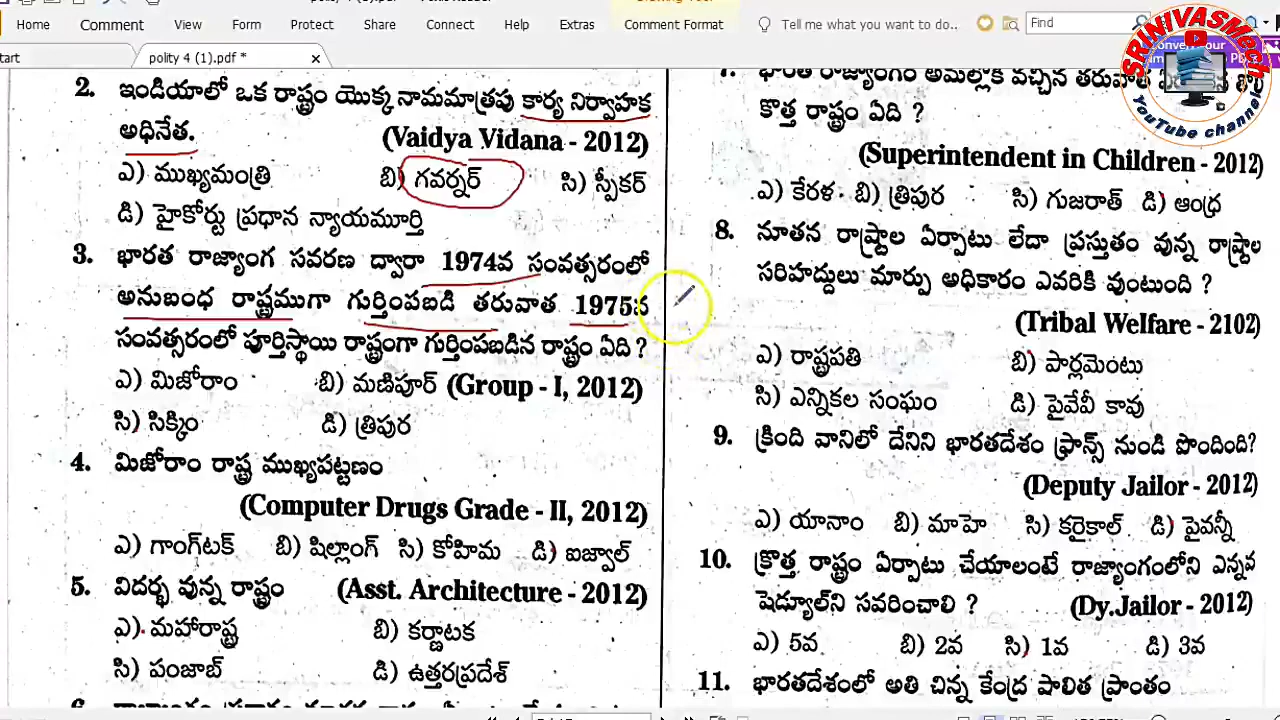 Home Comment View Form Protect Share Connect Help Extras Comment Format Tell me what you want to do.. Find
polity 4 (1).pdf *
SRINIVASMech
YouTube channel
2. ఇండియాలో ఒక రాష్ట్రం యొక్క నామమాత్రపు కార్య నిర్వాహక
అధినేత. (Vaidya Vidana - 2012)
ఎ) ముఖ్యమంత్రి బి) గవర్నర్ సి) స్పీకర్
డి) హైకోర్టు ప్రధాన న్యాయమూర్తి
3. భారత రాజ్యాంగ సవరణ ద్వారా 1974వ సంవత్సరంలో
అనుబంధ రాష్ట్రముగా గుర్తింపబడి తరువాత 1975వ
సంవత్సరంలో పూర్తిస్థాయి రాష్ట్రంగా గుర్తింపబడిన రాష్ట్రం ఏది ?
ఎ) మిజోరాం బి) మణిపూర్ (Group - I, 2012)
సి) సిక్కిం డి) త్రిపుర
4. మిజోరాం రాష్ట్ర ముఖ్యపట్టణం
(Computer Drugs Grade - II, 2012)
ఎ) గాంగ్‌టక్ బి) షిల్లాంగ్ సి) కోహిమ డి) ఐజ్వాల్
5. విదర్భ వున్న రాష్ట్రం (Asst. Architecture - 2012)
ఎ). మహారాష్ట్ర బి) కర్ణాటక
సి) పంజాబ్ డి) ఉత్తరప్రదేశ్
7. భారత రాజ్యాంగం అమల్లోకి వచ్చిన తరువాత
కొత్త రాష్ట్రం ఏది ?
(Superintendent in Children - 2012)
ఎ) కేరళ బి) త్రిపుర సి) గుజరాత్ డి) ఆంధ్ర
8. నూతన రాష్ట్రాల ఏర్పాటు లేదా ప్రస్తుతం వున్న రాష్ట్రాల
సరిహద్దులు మార్పు అధికారం ఎవరికి వుంటుంది ?
(Tribal Welfare - 2102)
ఎ) రాష్ట్రపతి బి) పార్లమెంటు
సి) ఎన్నికల సంఘం డి) పైవేవీ కావు
9. క్రింది వానిలో దేనిని భారతదేశం ఫ్రాన్స్ నుండి పొందింది?
(Deputy Jailor - 2012)
ఎ) యానాం బి) మాహె సి) కరైకాల్ డి) పైవన్నీ
10. క్రొత్త రాష్ట్రం ఏర్పాటు చేయాలంటే రాజ్యాంగంలోని ఎన్నవ
షెడ్యూల్‌ని సవరించాలి ? (Dy.Jailor - 2012)
ఎ) 5వ బి) 2వ సి) 1వ డి) 3వ
11. భారతదేశంలో అతి చిన్న కేంద్ర పాలిత ప్రాంతం